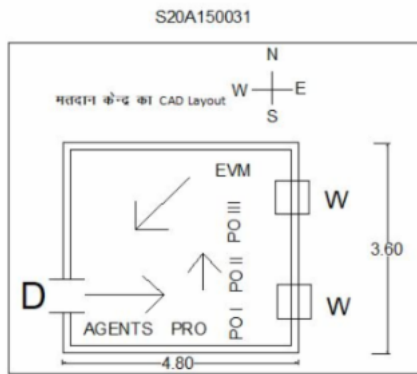 S20A150031
N
मतदान केन्द्र का CAD Layout
W E
S
EVM
W
PO III
3.60
PO II
D
W
PO I
AGENTS PRO
4.80